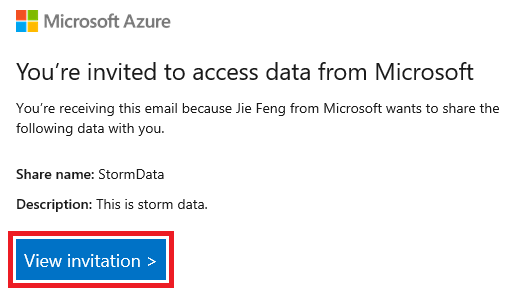 Microsoft Azure
You’re invited to access data from Microsoft
You’re receiving this email because Jie Feng from Microsoft wants to share the
following data with you.
Share name: StormData
Description: This is storm data.
View invitation >